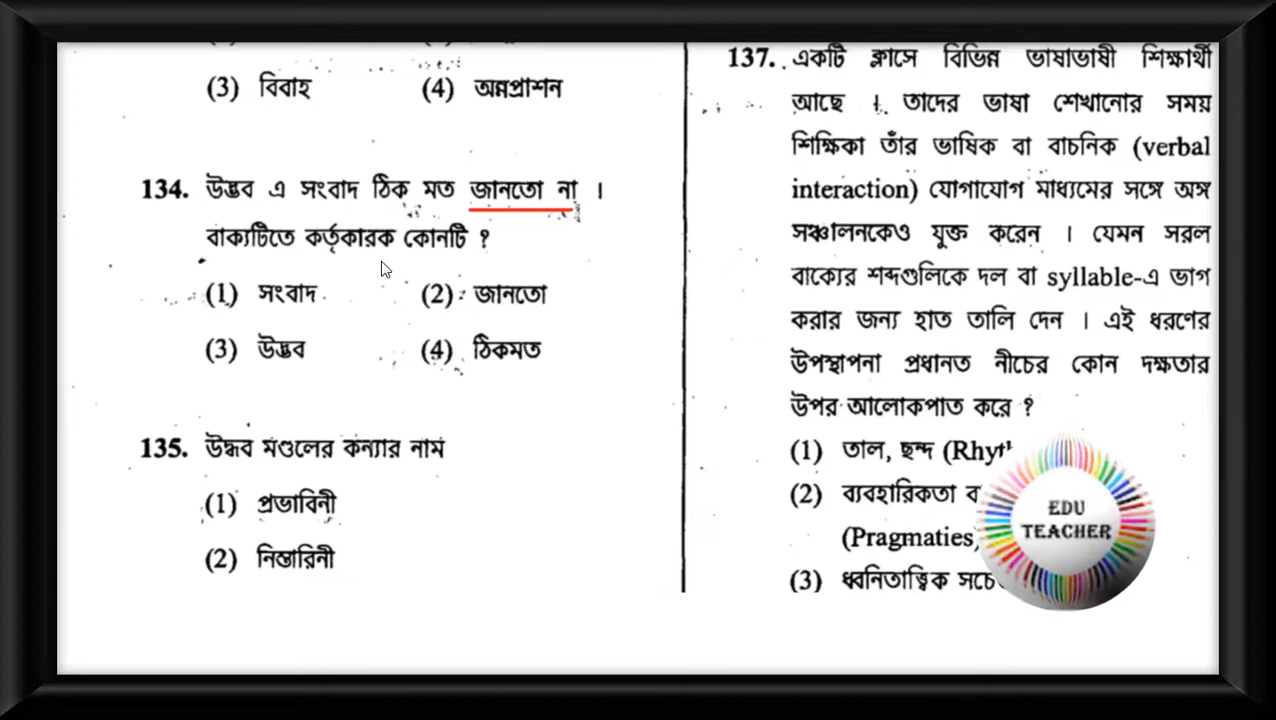 (3) বিবাহ
(4) অন্নপ্রাশন
134. উদ্ভব এ সংবাদ ঠিক মত জানতো না ।
বাক্যটিতে কর্তৃকারক কোনটি ?
(1) সংবাদ
(2) জানতো
(3) উদ্ভব
(4) ঠিকমত
135. উদ্ধব মণ্ডলের কন্যার নাম
(1) প্রভাবিনী
(2) নিস্তারিনী
137. একটি ক্লাসে বিভিন্ন ভাষাভাষী শিক্ষার্থী
আছে । তাদের ভাষা শেখানোর সময়
শিক্ষিকা তাঁর ভাষিক বা বাচনিক (verbal
interaction) যোগাযোগ মাধ্যমের সঙ্গে অঙ্গ
সঞ্চালনকেও যুক্ত করেন । যেমন সরল
বাক্যের শব্দগুলিকে দল বা syllable-এ ভাগ
করার জন্য হাত তালি দেন । এই ধরণের
উপস্থাপনা প্রধানত নীচের কোন দক্ষতার
উপর আলোকপাত করে ?
(1) তাল, ছন্দ
(2) ব্যবহারিকতা
(Pragmaties)
(3) ধ্বনিতাত্ত্বিক
EDU
TEACHER